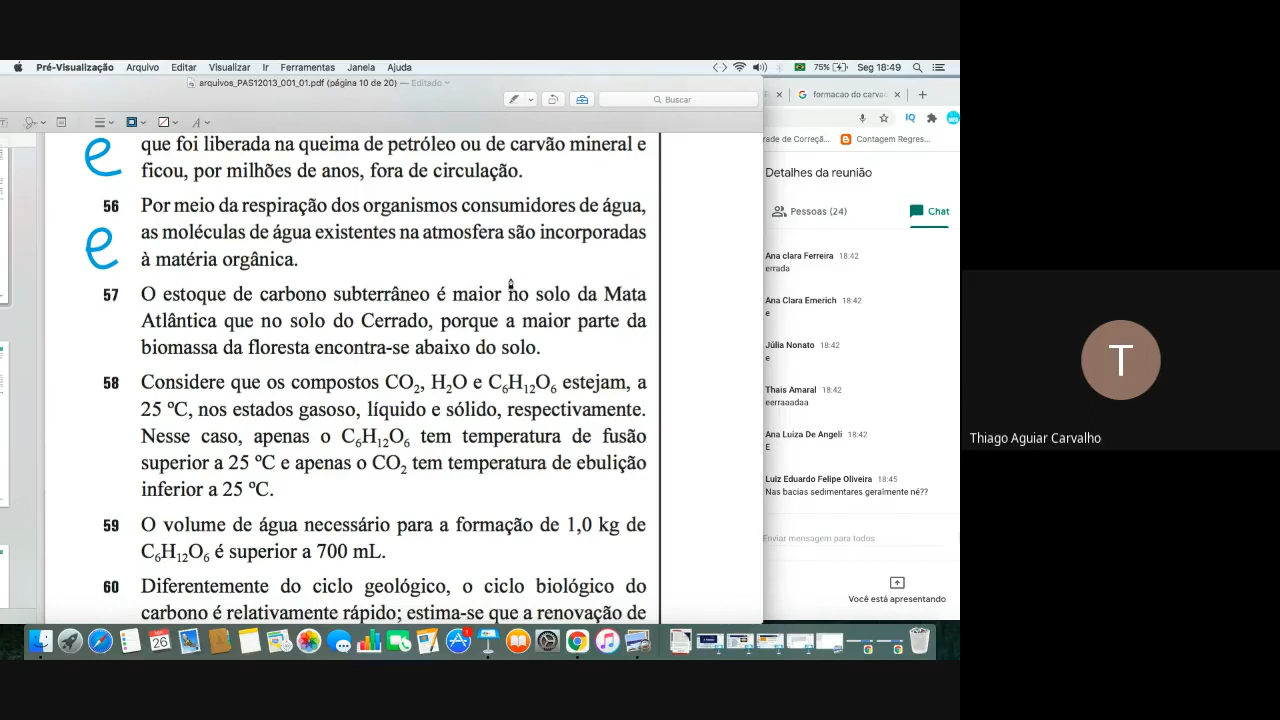 Pré-Visualização Arquivo Editar Visualizar Ir Ferramentas Janela Ajuda
75% Seg 18:49
arquivos_PAS12013_001_01.pdf (página 10 de 20) — Editado
formacao do carva
Buscar
IQ
rade de Correçã... Contagem Regres...
que foi liberada na queima de petróleo ou de carvão mineral e
ficou, por milhões de anos, fora de circulação.
e
56 Por meio da respiração dos organismos consumidores de água,
as moléculas de água existentes na atmosfera são incorporadas
à matéria orgânica.
e
57 O estoque de carbono subterrâneo é maior no solo da Mata
Atlântica que no solo do Cerrado, porque a maior parte da
biomassa da floresta encontra-se abaixo do solo.
58 Considere que os compostos CO₂, H₂O e C₆H₁₂O₆ estejam, a
25 ºC, nos estados gasoso, líquido e sólido, respectivamente.
Nesse caso, apenas o C₆H₁₂O₆ tem temperatura de fusão
superior a 25 ºC e apenas o CO₂ tem temperatura de ebulição
inferior a 25 ºC.
59 O volume de água necessário para a formação de 1,0 kg de
C₆H₁₂O₆ é superior a 700 mL.
60 Diferentemente do ciclo geológico, o ciclo biológico do
carbono é relativamente rápido; estima-se que a renovação de
Detalhes da reunião
Pessoas (24) Chat
Ana clara Ferreira 18:42
errada
Ana Clara Emerich 18:42
e
Júlia Nonato 18:42
e
Thais Amaral 18:42
eerraaadaa
Ana Luiza De Angeli 18:42
E
Luiz Eduardo Felipe Oliveira 18:45
Nas bacias sedimentares geralmente né??
Enviar mensagem para todos
Você está apresentando
T
Thiago Aguiar Carvalho
26